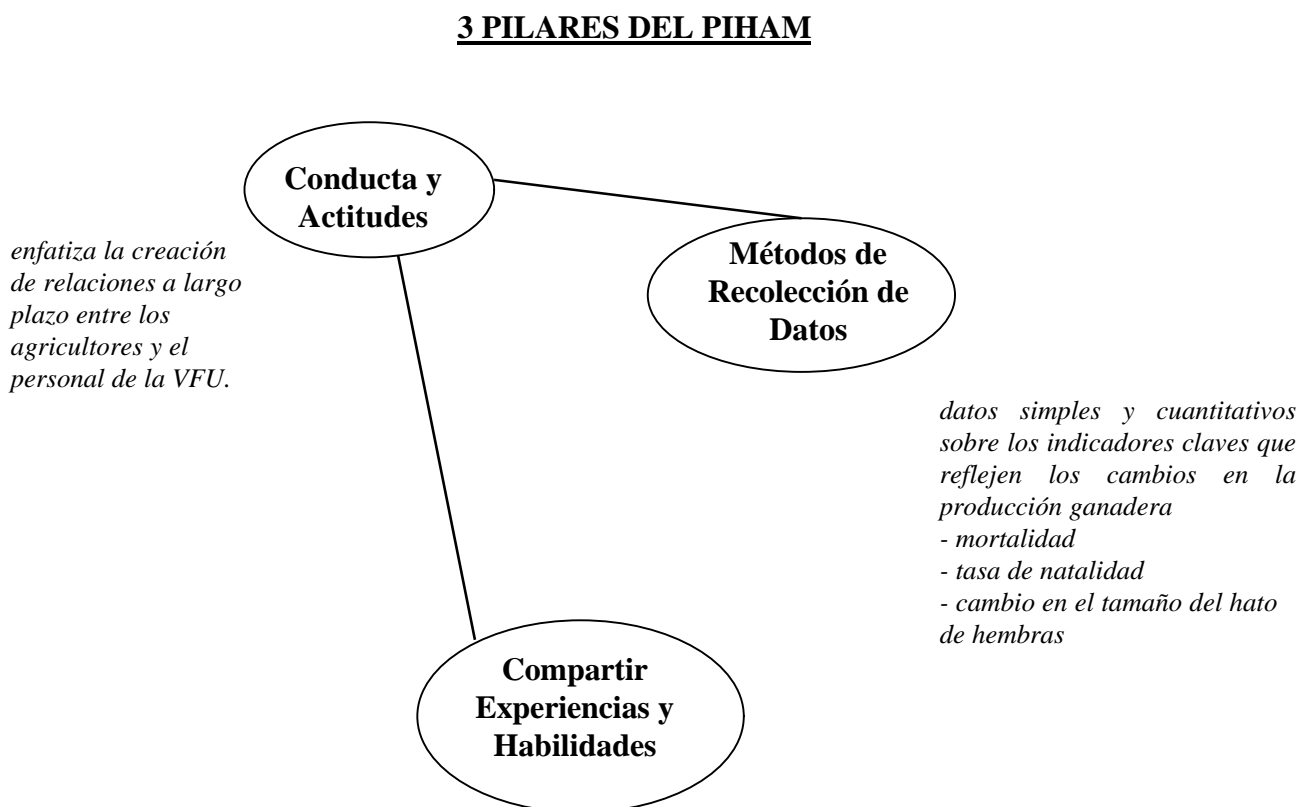 3 PILARES DEL PIHAM
Conducta y
Actitudes
enfatiza la creación
de relaciones a largo
plazo entre los
agricultores y el
personal de la VFU.
Métodos de
Recolección de
Datos
datos simples y cuantitativos
sobre los indicadores claves que
reflejen los cambios en la
producción ganadera
- mortalidad
- tasa de natalidad
- cambio en el tamaño del hato
de hembras
Compartir
Experiencias y
Habilidades